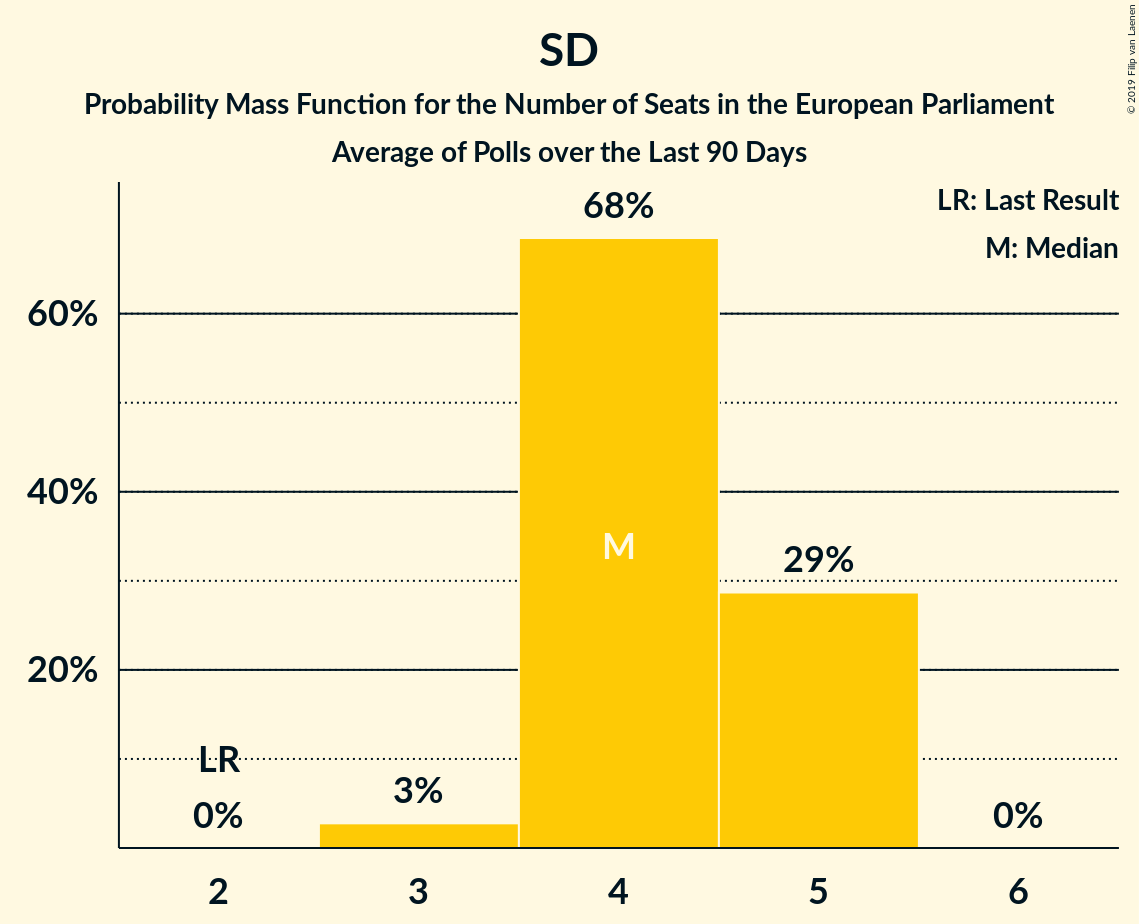 SD
Probability Mass Function for the Number of Seats in the European Parliament
Average of Polls over the Last 90 Days
© 2019 Filip van Laenen
LR: Last Result
M: Median
68%
60%
40%
M
29%
20%
LR
3%
0%
0%
2 3 4 5 6